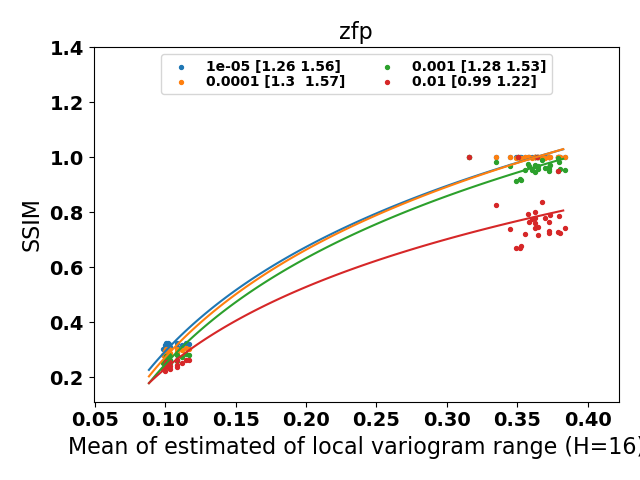 zfp
1.4
1e-05 [1.26 1.56]
0.001 [1.28 1.53]
0.0001 [1.3  1.57]
0.01 [0.99 1.22]
1.2
1.0
0.8
0.6
0.4
0.2
SSIM
0.05 0.10 0.15 0.20 0.25 0.30 0.35 0.40
Mean of estimated of local variogram range (H=16)